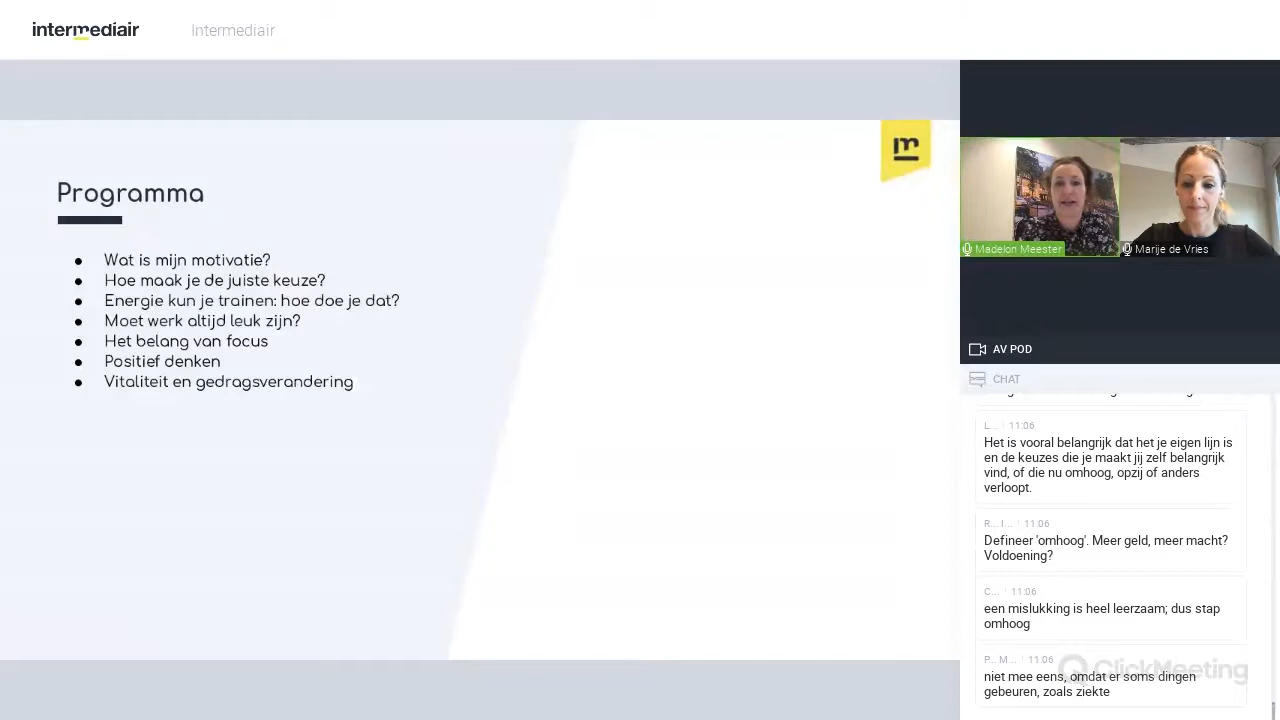 intermediair
Intermediair
Programma
Wat is mijn motivatie?
Hoe maak je de juiste keuze?
Energie kun je trainen: hoe doe je dat?
Moet werk altijd leuk zijn?
Het belang van focus
Positief denken
Vitaliteit en gedragsverandering
m
Madelon Meester
Marije de Vries
AV POD
CHAT
L... 11:06
Het is vooral belangrijk dat het je eigen lijn is
en de keuzes die je maakt jij zelf belangrijk
vind, of die nu omhoog, opzij of anders
verloopt.
R... I... 11:06
Defineer 'omhoog'. Meer geld, meer macht?
Voldoening?
C... 11:06
een mislukking is heel leerzaam; dus stap
omhoog
P... M... 11:06
niet mee eens, omdat er soms dingen
gebeuren, zoals ziekte
ClickMeeting